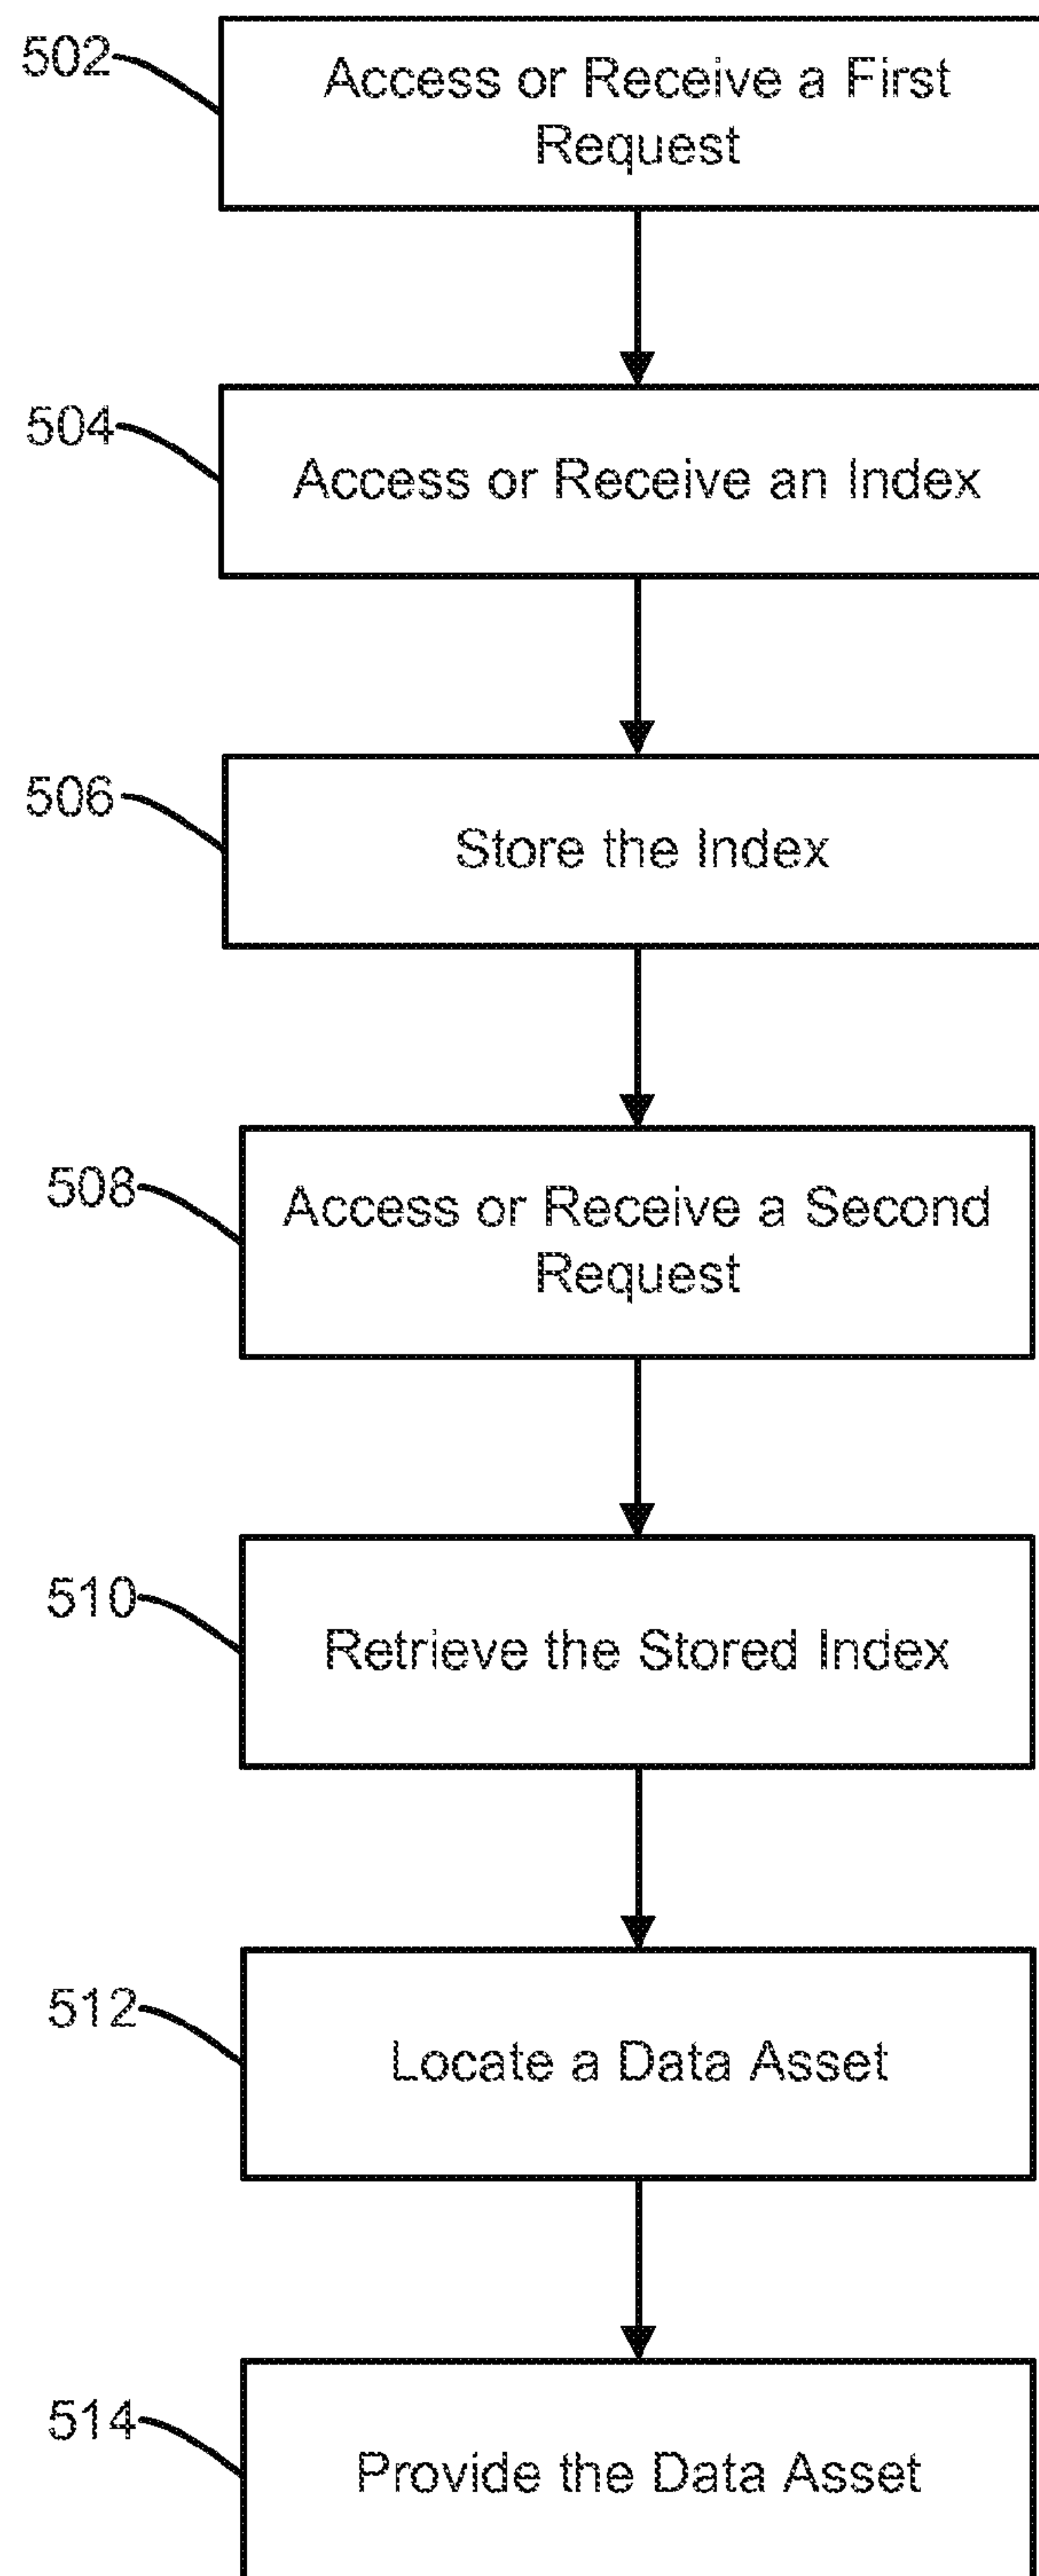 502
Access or Receive a First
Request
504
Access or Receive an Index
506
Store the Index
508
Access or Receive a Second
Request
510
Retrieve the Stored Index
512
Locate a Data Asset
514
Provide the Data Asset